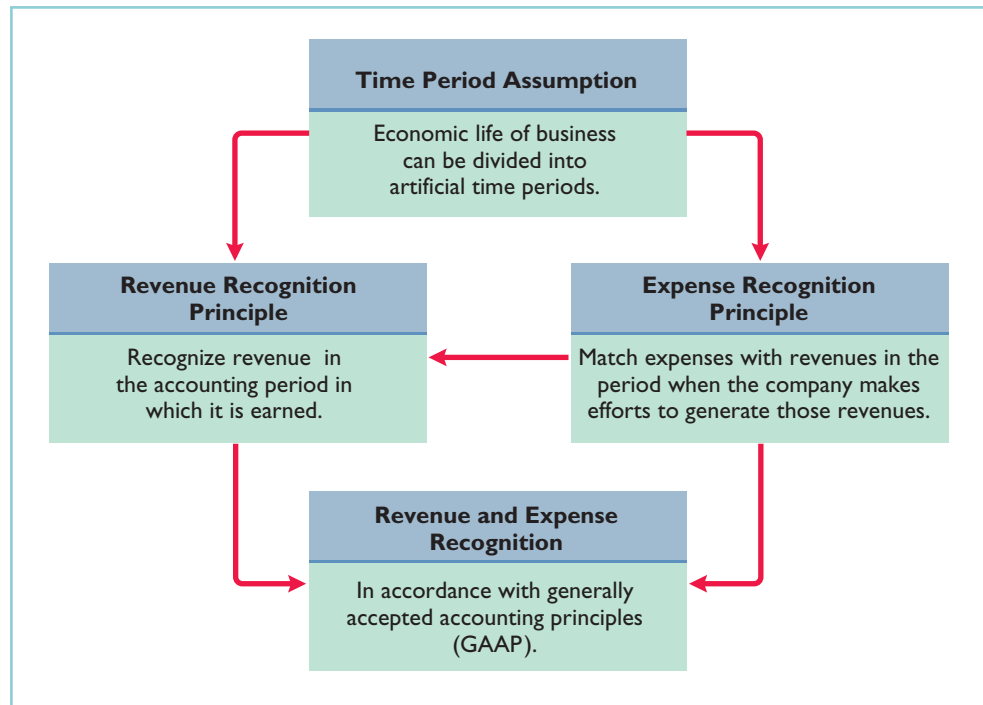 Time Period Assumption
Economic life of business
can be divided into
artificial time periods.
Revenue Recognition
Principle
Recognize revenue in
the accounting period in
which it is earned.
Expense Recognition
Principle
Match expenses with revenues in the
period when the company makes
efforts to generate those revenues.
Revenue and Expense
Recognition
In accordance with generally
accepted accounting principles
(GAAP).